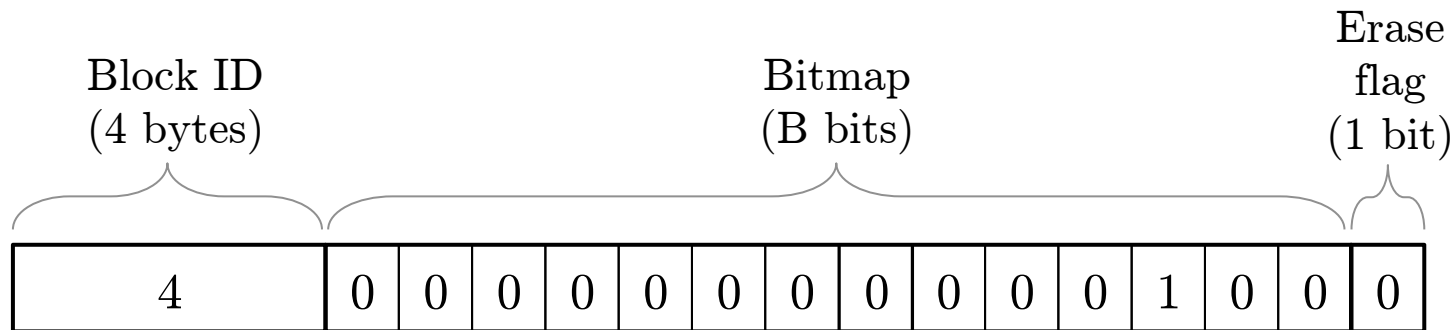 Block ID
(4 bytes)
Bitmap
(B bits)
Erase
flag
(1 bit)
4 0 0 0 0 0 0 0 0 0 0 0 1 0 0 0